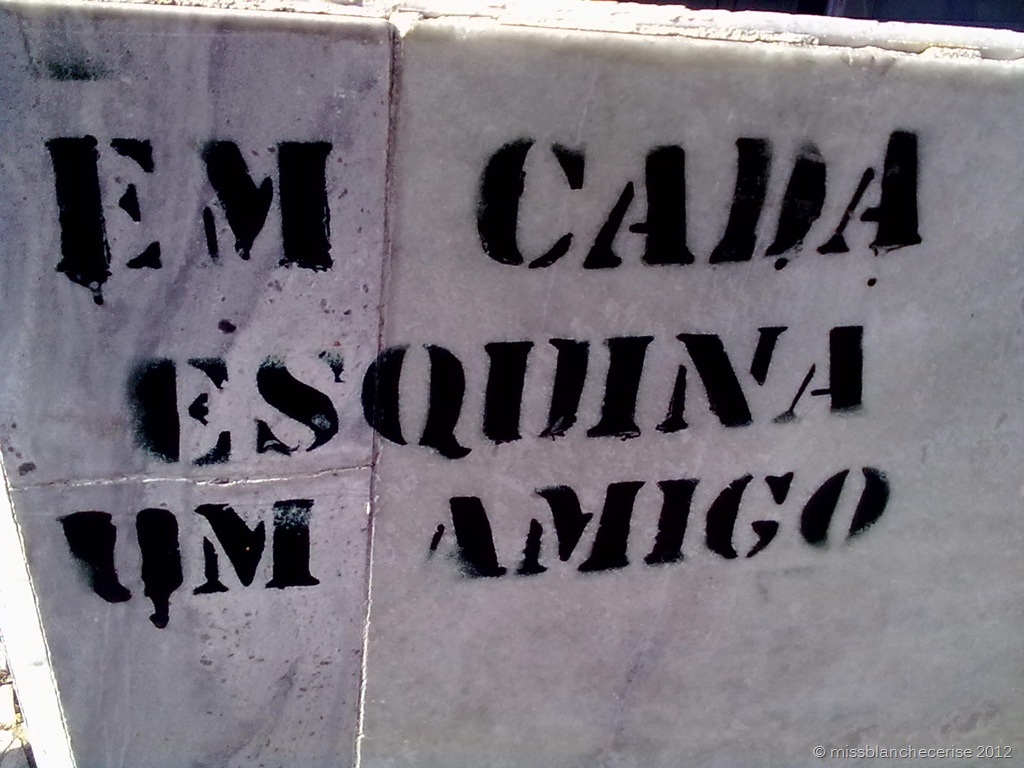 EM CADA
ESQUINA
UM AMIGO
© missblanchecerise 2012